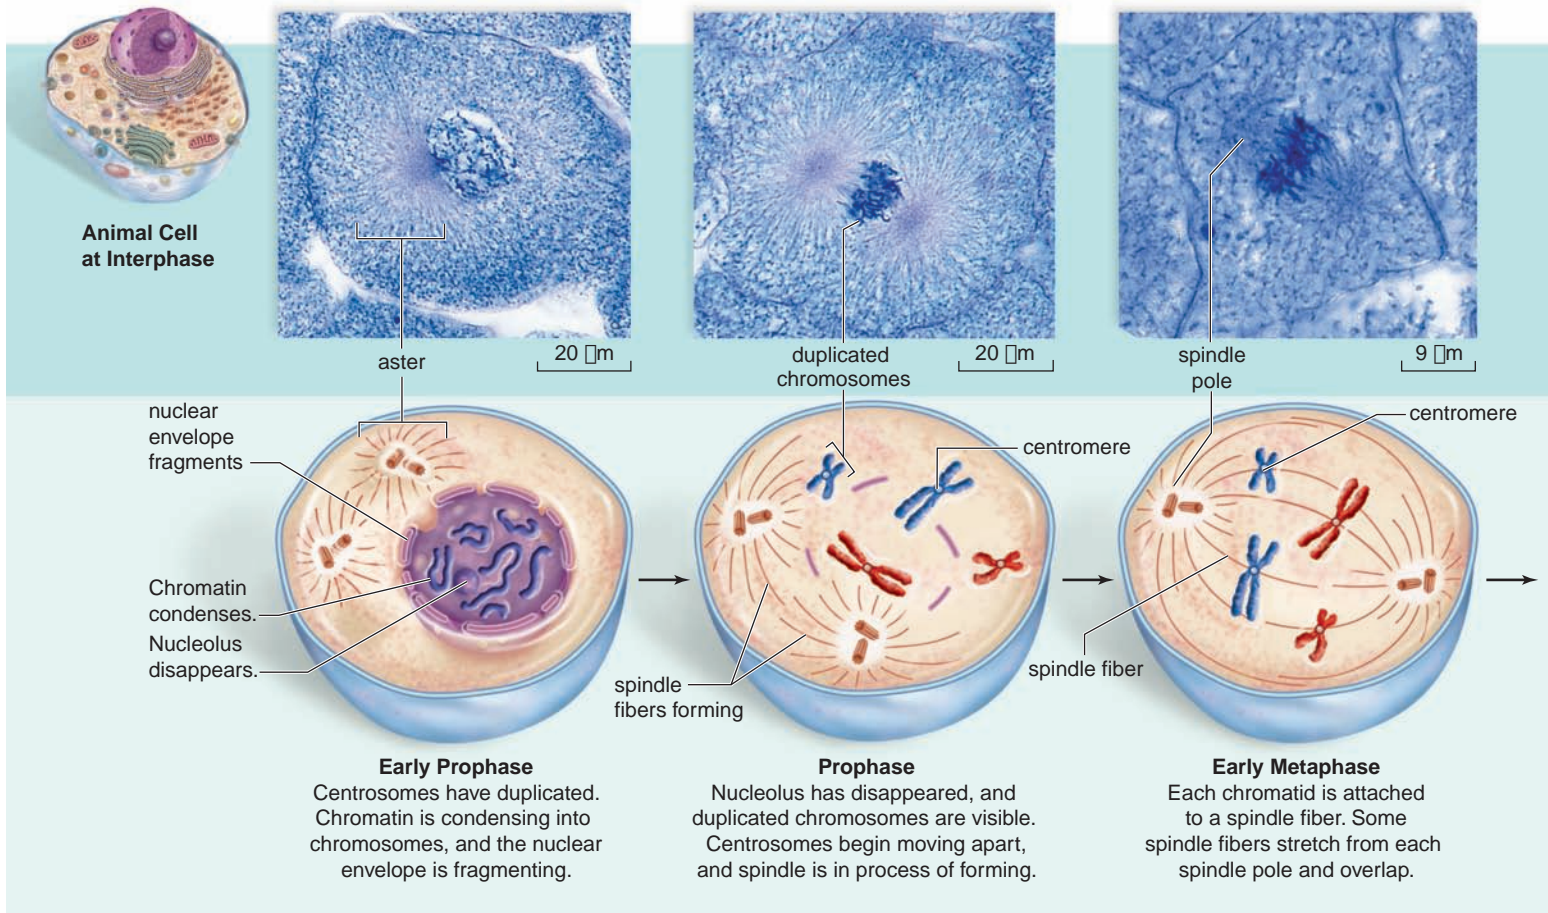 Animal Cell
at Interphase
aster
20 �m
duplicated
chromosomes
20 �m
spindle
pole
9 �m
nuclear
envelope
fragments
Chromatin
condenses.
Nucleolus
disappears.
centromere
spindle
fibers forming
centromere
spindle fiber
Early Prophase
Centrosomes have duplicated.
Chromatin is condensing into
chromosomes, and the nuclear
envelope is fragmenting.
Prophase
Nucleolus has disappeared, and
duplicated chromosomes are visible.
Centrosomes begin moving apart,
and spindle is in process of forming.
Early Metaphase
Each chromatid is attached
to a spindle fiber. Some
spindle fibers stretch from each
spindle pole and overlap.